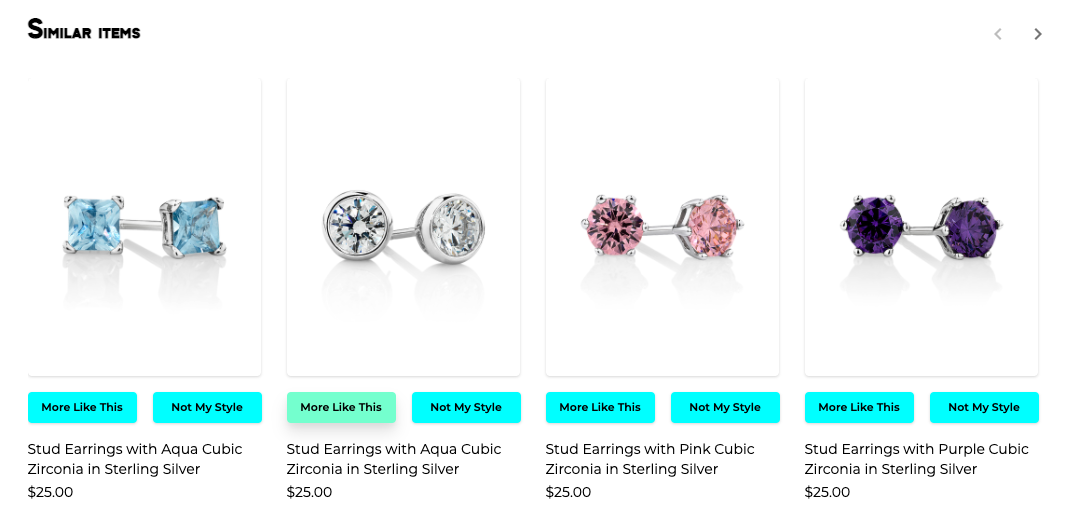 Similar items
More Like This Not My Style More Like This Not My Style More Like This Not My Style More Like This Not My Style
Stud Earrings with Aqua Cubic
Zirconia in Sterling Silver
$25.00
Stud Earrings with Aqua Cubic
Zirconia in Sterling Silver
$25.00
Stud Earrings with Pink Cubic
Zirconia in Sterling Silver
$25.00
Stud Earrings with Purple Cubic
Zirconia in Sterling Silver
$25.00